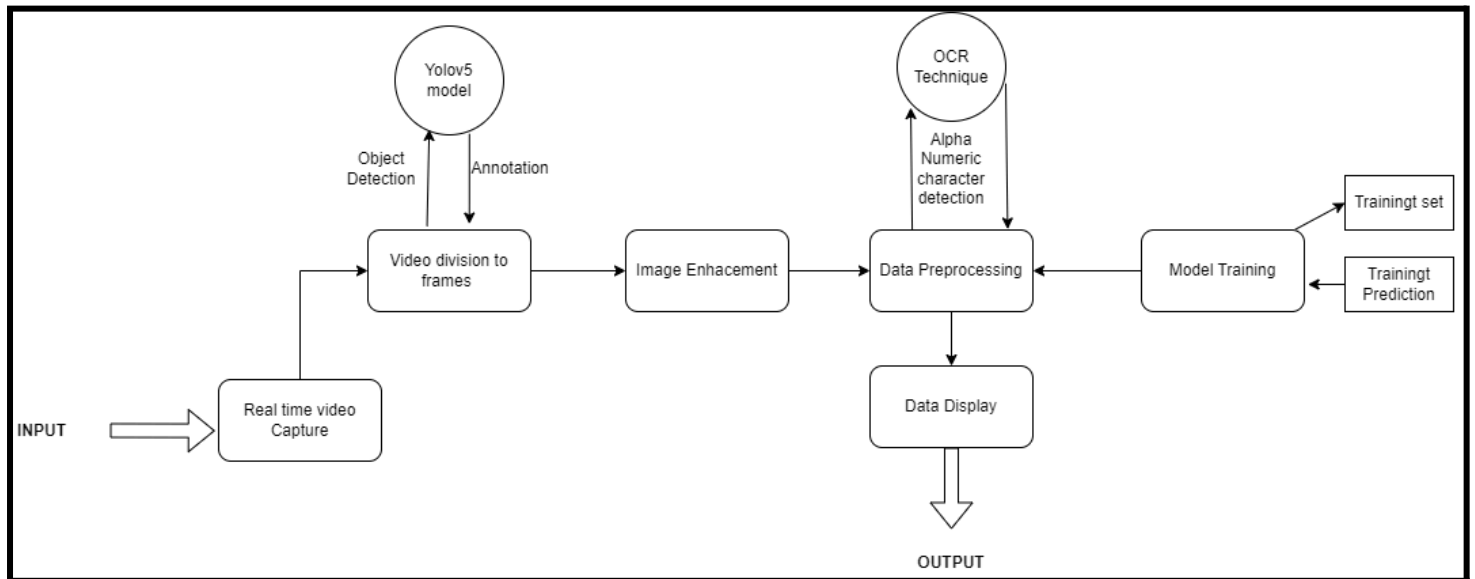 Yolov5
model
OCR
Technique
Object
Detection
Annotation
Alpha
Numeric
character
detection
Trainingt set
Video division to
frames
Image Enhacement
Data Preprocessing
Model Training
Trainingt
Prediction
Real time video
Capture
Data Display
INPUT
OUTPUT